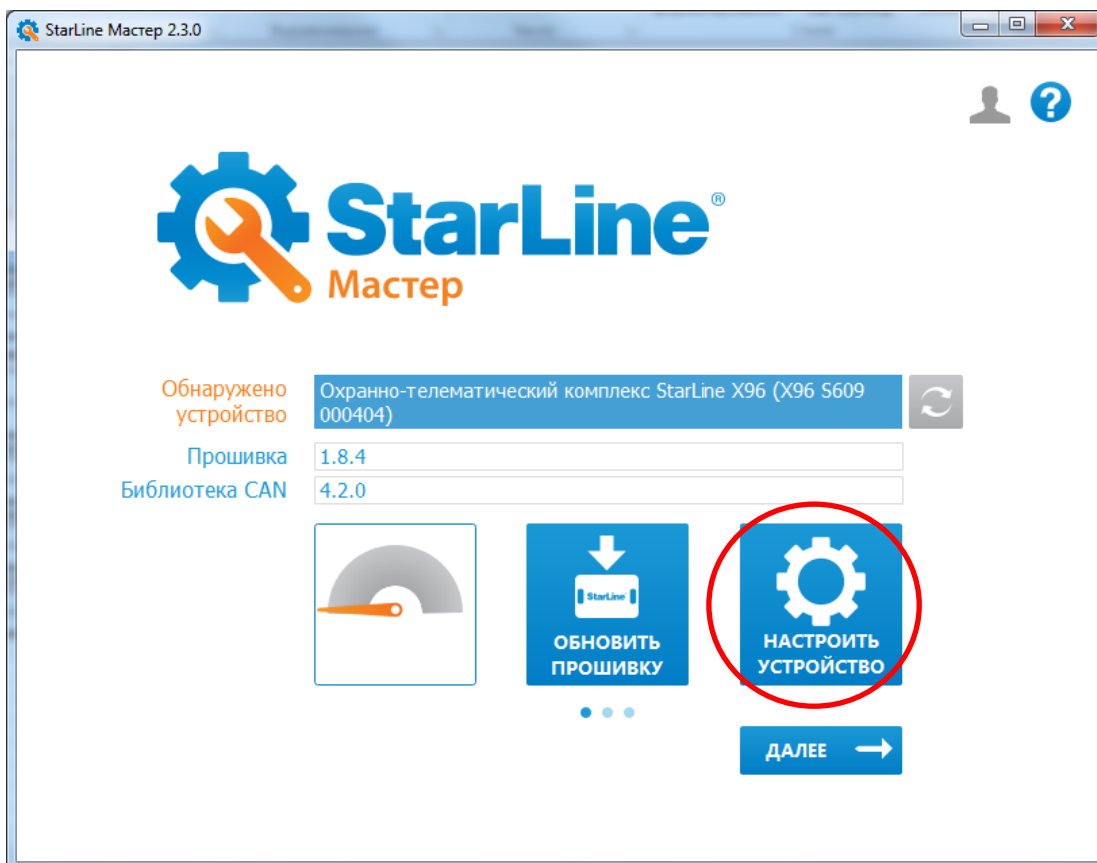 StarLine Мастер 2.3.0
?
StarLine®
Мастер
Обнаружено
устройство
Охранно-телематический комплекс StarLine X96 (X96 S609
000404)
Прошивка
1.8.4
Библиотека CAN
4.2.0
StarLine
ОБНОВИТЬ
ПРОШИВКУ
НАСТРОИТЬ
УСТРОЙСТВО
ДАЛЕЕ